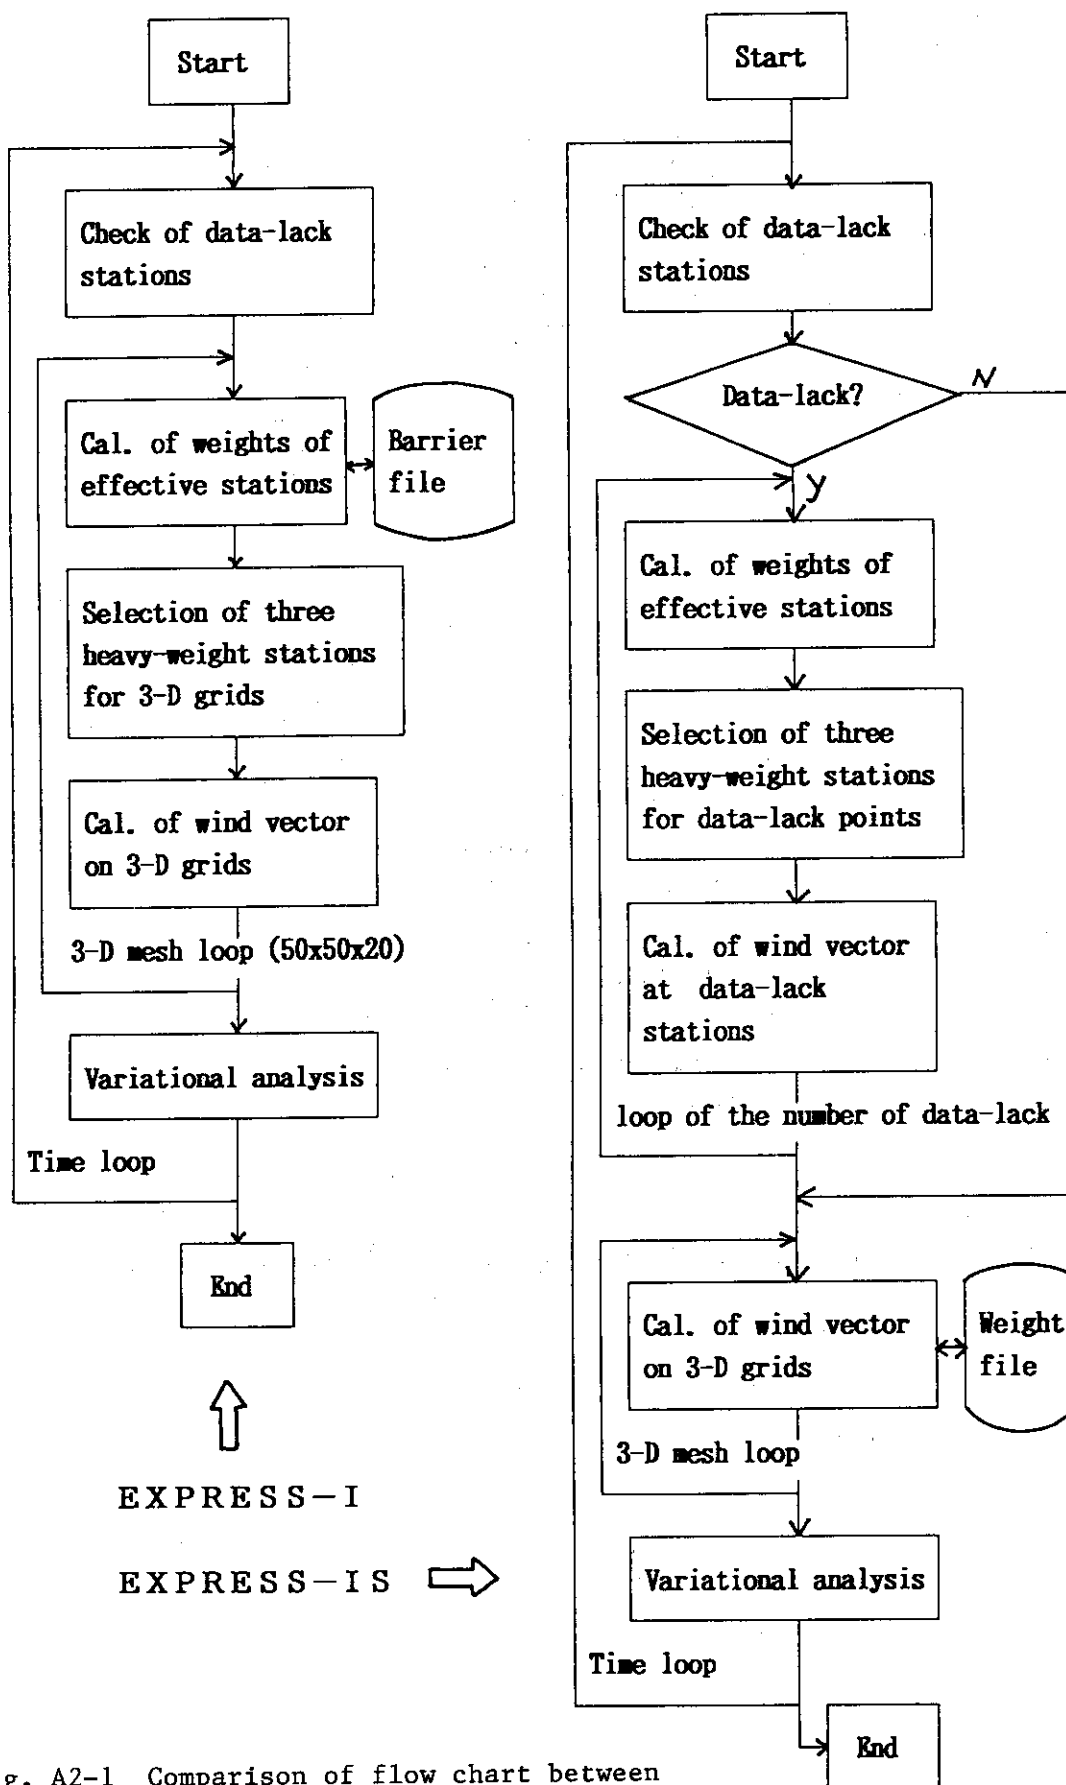 Start
Check of data-lack
stations
Cal. of weights of
effective stations
Barrier
file
Selection of three
heavy-weight stations
for 3-D grids
Cal. of wind vector
on 3-D grids
3-D mesh loop (50x50x20)
Variational analysis
Time loop
End
EXPRESS-I
EXPRESS-IS
Start
Check of data-lack
stations
Data-lack?
N
y
Cal. of weights of
effective stations
Selection of three
heavy-weight stations
for data-lack points
Cal. of wind vector
at data-lack
stations
loop of the number of data-lack
Cal. of wind vector
on 3-D grids
Weight
file
3-D mesh loop
Variational analysis
Time loop
End
g. A2-1 Comparison of flow chart between